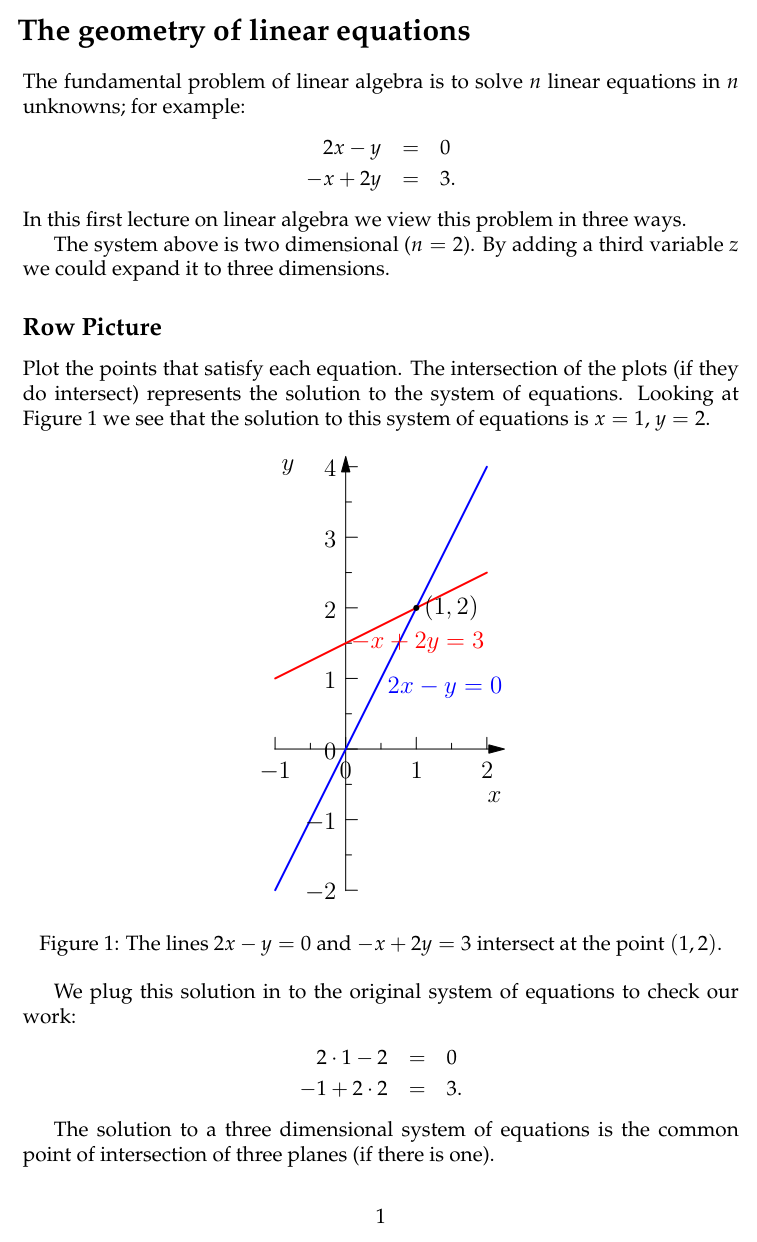 The geometry of linear equations
The fundamental problem of linear algebra is to solve n linear equations in n
unknowns; for example:
2x − y = 0
−x + 2y = 3.
In this first lecture on linear algebra we view this problem in three ways.
The system above is two dimensional (n = 2). By adding a third variable z
we could expand it to three dimensions.
Row Picture
Plot the points that satisfy each equation. The intersection of the plots (if they
do intersect) represents the solution to the system of equations. Looking at
Figure 1 we see that the solution to this system of equations is x = 1, y = 2.
y 4
3
2 (1, 2)
−x + 2y = 3
1 2x − y = 0
0
−1 0 1 2
x
−1
−2
Figure 1: The lines 2x − y = 0 and −x + 2y = 3 intersect at the point (1, 2).
We plug this solution in to the original system of equations to check our
work:
2 · 1 − 2 = 0
−1 + 2 · 2 = 3.
The solution to a three dimensional system of equations is the common
point of intersection of three planes (if there is one).
1